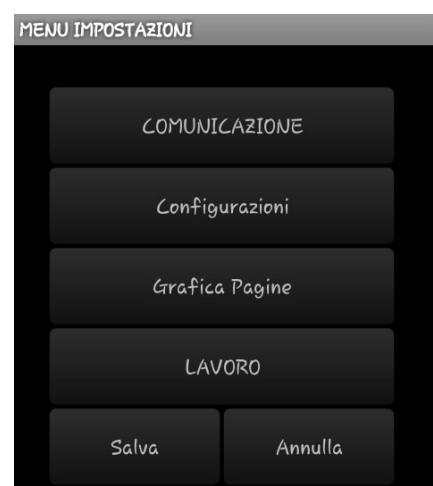 MENU IMPOSTAZIONI
COMUNICAZIONE
Configurazioni
Grafica Pagine
LAVORO
Salva Annulla